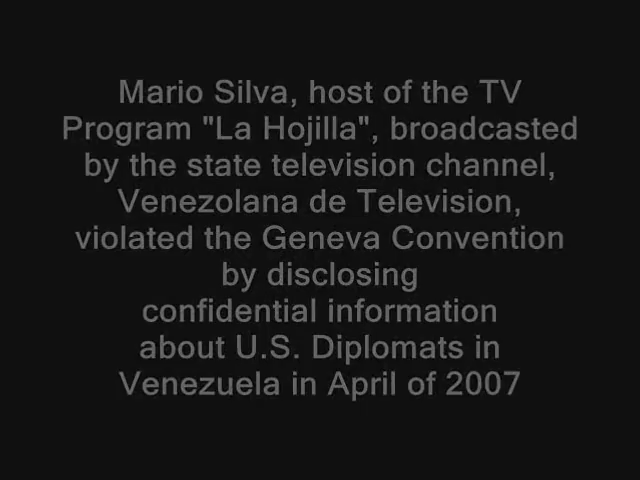 Mario Silva, host of the TV
Program "La Hojilla", broadcasted
by the state television channel,
Venezolana de Television,
violated the Geneva Convention
by disclosing
confidential information
about U.S. Diplomats in
Venezuela in April of 2007